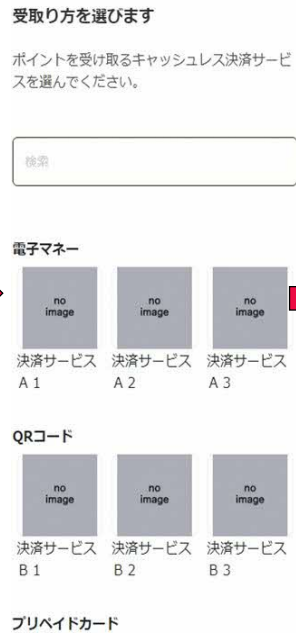 受取り方を選びます
ポイントを受け取るキャッシュレス決済サービ
スを選んでください。
検索
電子マネー
no
image
no
image
no
image
決済サービス
A 1
決済サービス
A 2
決済サービス
A 3
QRコード
no
image
no
image
no
image
決済サービス
B 1
決済サービス
B 2
決済サービス
B 3
プリペイドカード